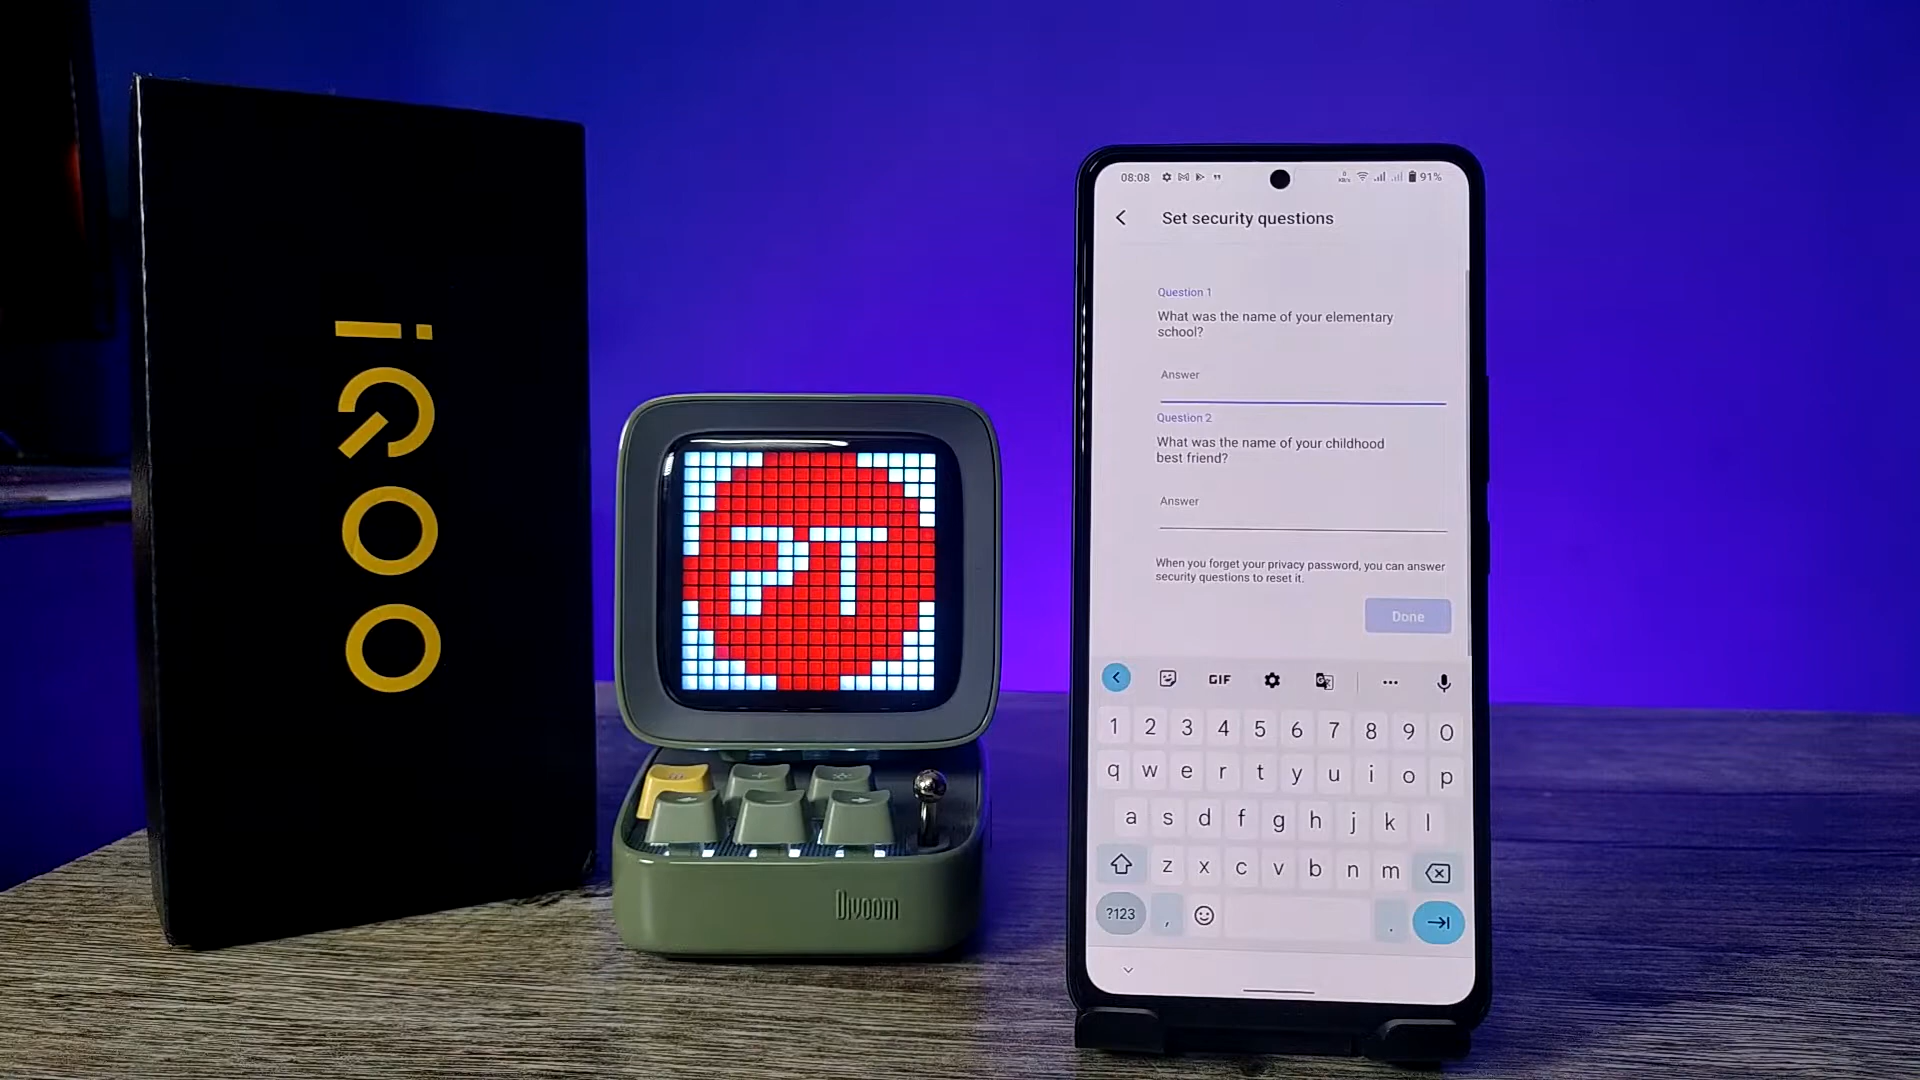 iQOO
PT
Divoom
08:08
91%
Set security questions
Question 1
What was the name of your elementary
school?
Answer
Question 2
What was the name of your childhood
best friend?
Answer
When you forget your privacy password, you can answer
security questions to reset it.
Done
GIF
1 2 3 4 5 6 7 8 9 0
q w e r t y u i o p
a s d f g h j k l
z x c v b n m
?123 , .